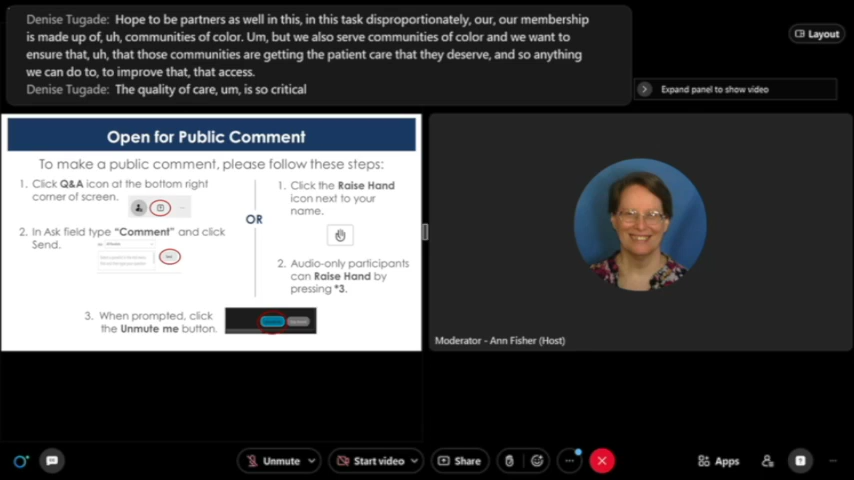 Denise Tugade: Hope to be partners as well in this, in this task disproportionately, our, our membership
is made up of, uh, communities of color. Um, but we also serve communities of color and we want to
ensure that, uh, that those communities are getting the patient care that they deserve, and so anything
we can do to, to improve that, that access.
Denise Tugade: The quality of care, um, is so critical
Layout
Expand panel to show video
Open for Public Comment
To make a public comment, please follow these steps:
1. Click Q&A icon at the bottom right
corner of screen.
2. In Ask field type “Comment” and click
Send.
OR
1. Click the Raise Hand
icon next to your
name.
2. Audio-only participants
can Raise Hand by
pressing *3.
3. When prompted, click
the Unmute me button.
Moderator - Ann Fisher (Host)
Unmute
Start video
Share
Apps